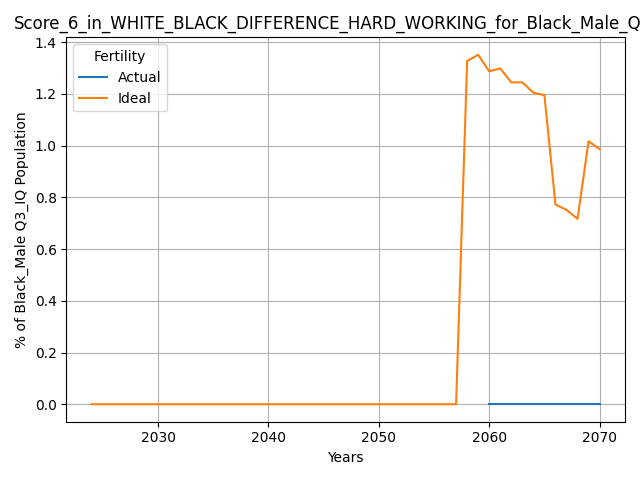 Score_6_in_WHITE_BLACK_DIFFERENCE_HARD_WORKING_for_Black_Male_Q
Fertility
Actual
Ideal
% of Black_Male Q3_IQ Population
1.4
1.2
1.0
0.8
0.6
0.4
0.2
0.0
2030 2040 2050 2060 2070
Years